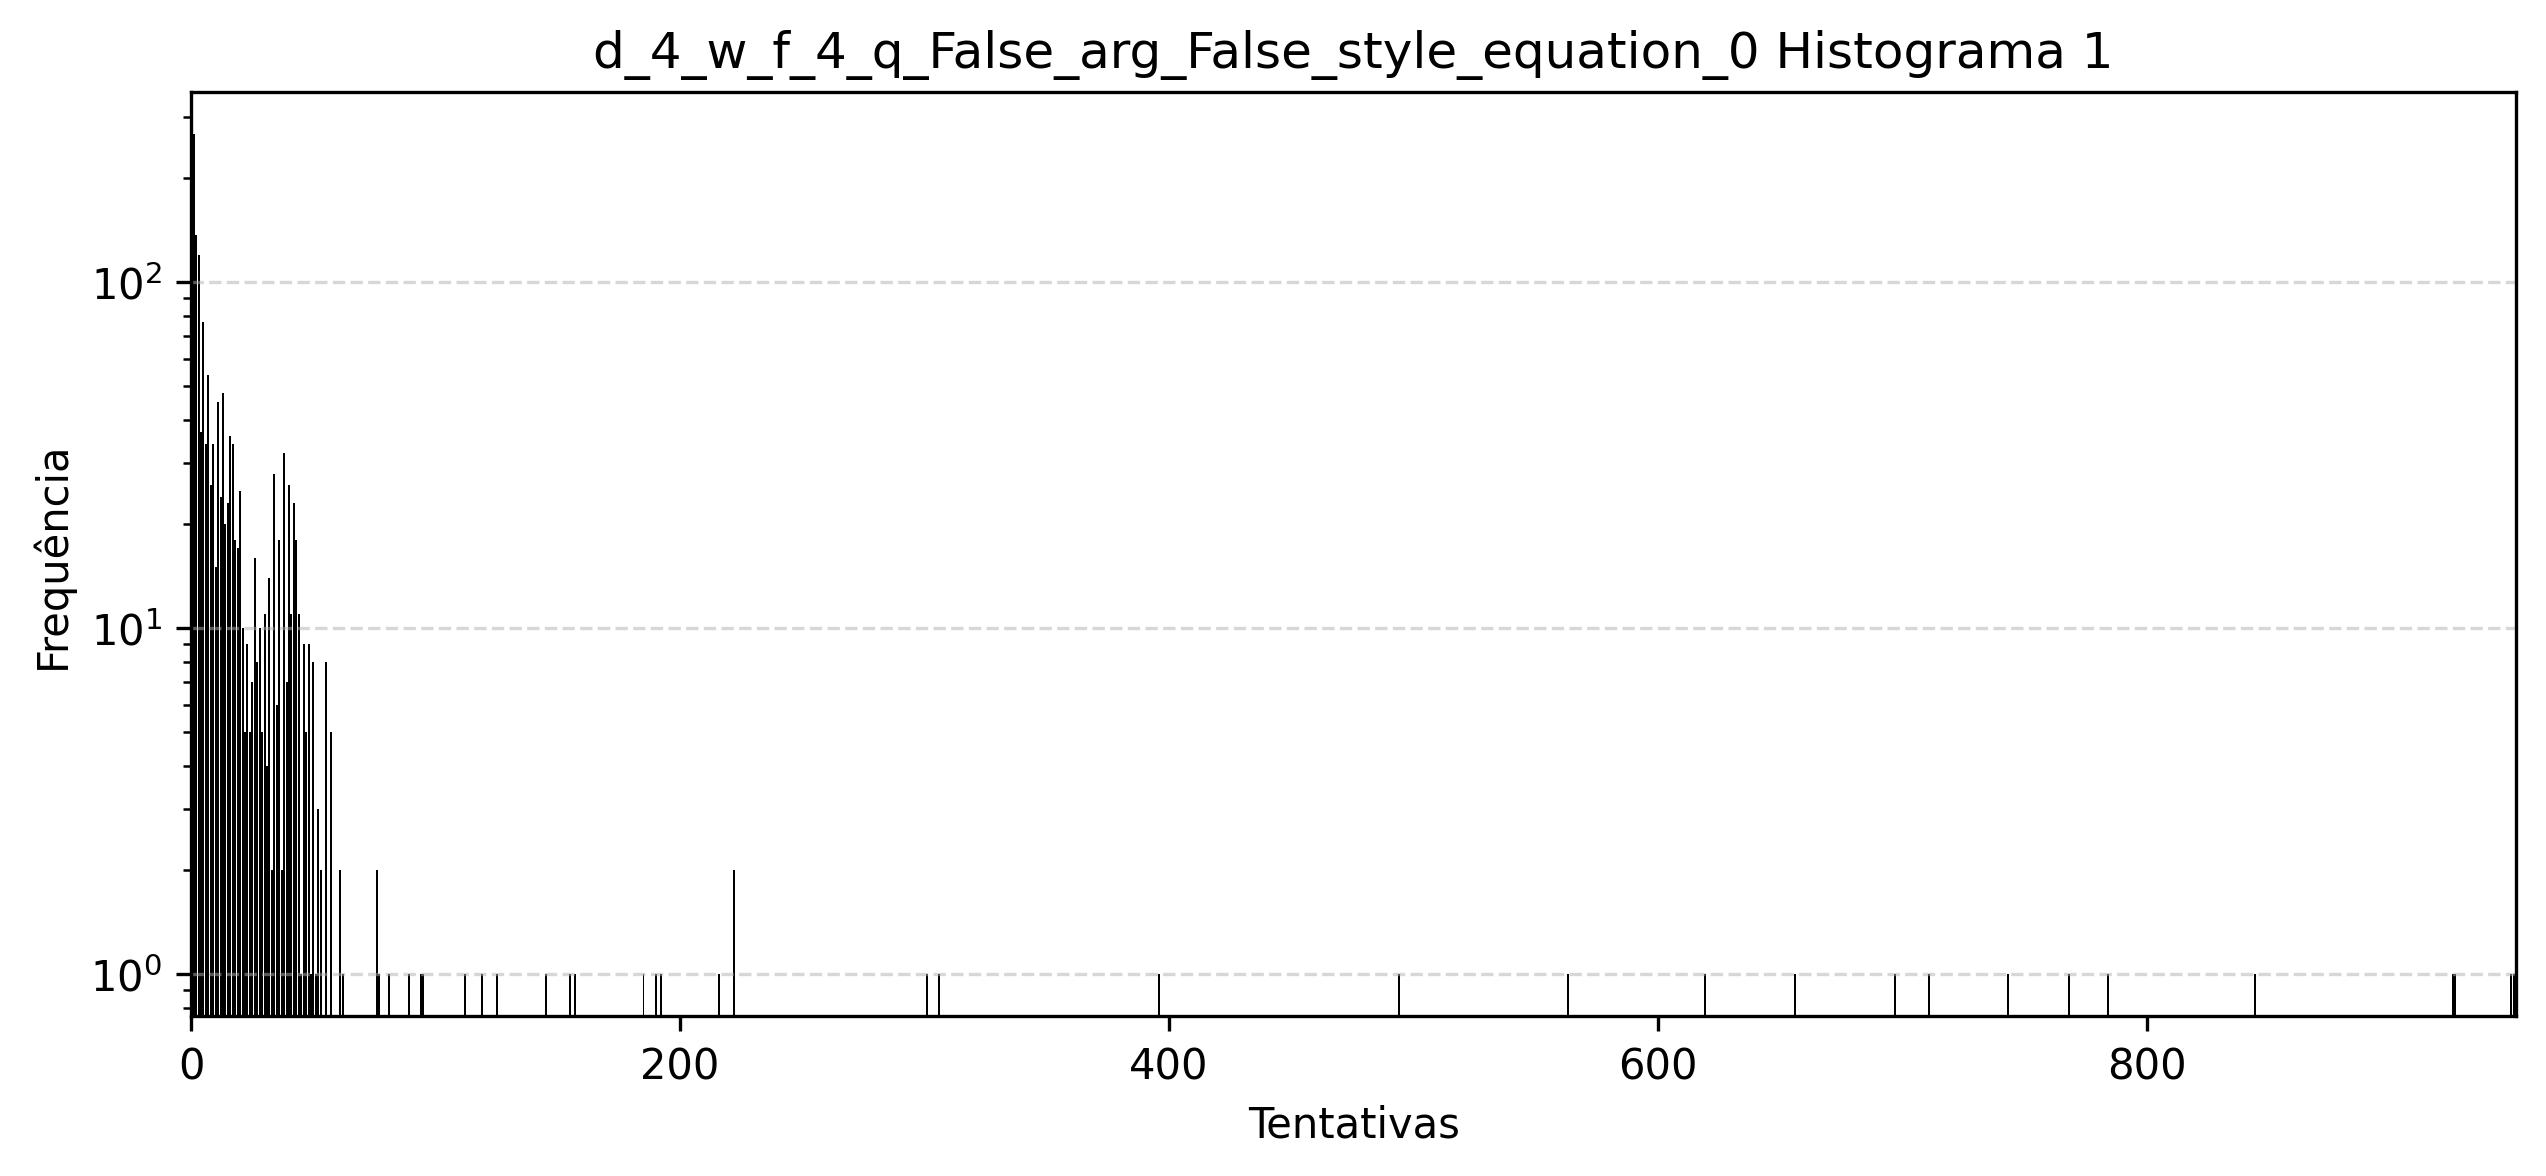 d_4_w_f_4_q_False_arg_False_style_equation_0 Histograma 1
Frequência
10²
10¹
10⁰
0 200 400 600 800
Tentativas